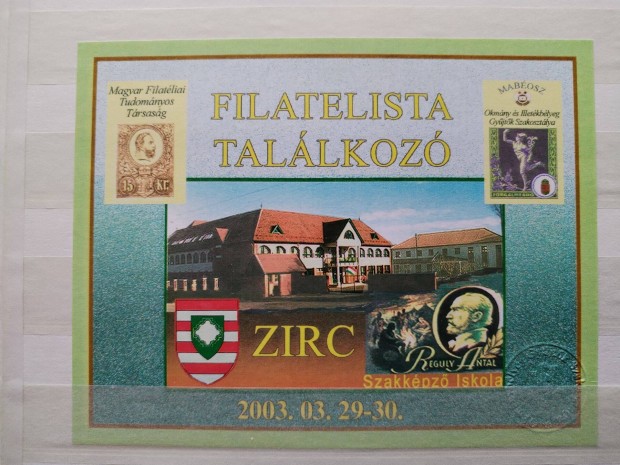 Magyar Filatéliai
Tudományos
Társaság
15 Kr.
FILATELISTA
TALÁLKOZÓ
MABÉOSZ
Okmány és Illetékbélyeg
Gyűjtők Szakosztálya
ZIRC
REGULY ANTAL
Szakképző Iskola
2003. 03. 29-30.